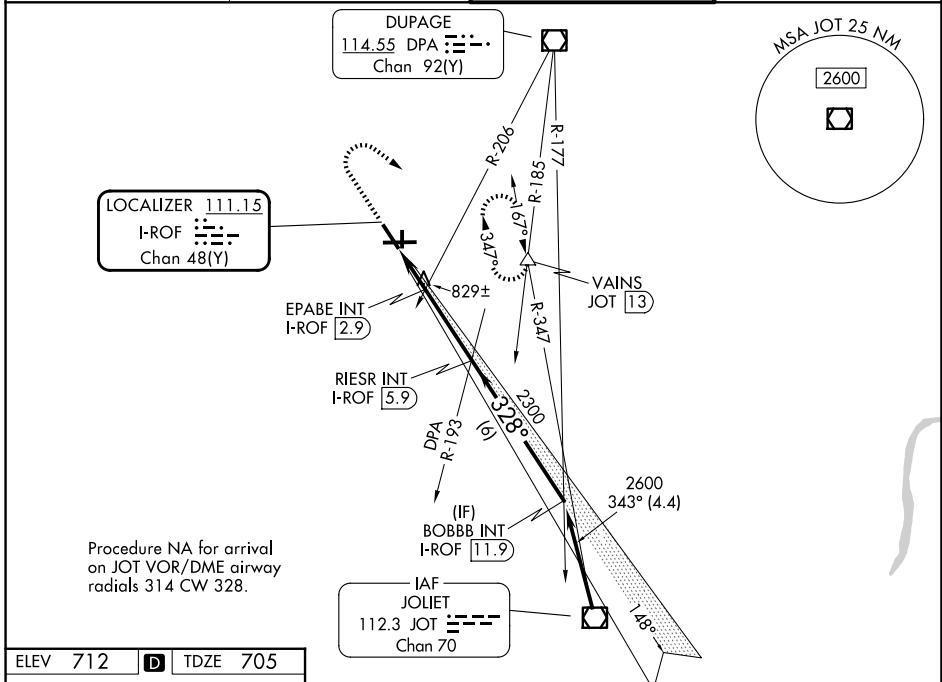 DUPAGE
114.55 DPA
Chan 92(Y)
MSA JOT 25 NM
2600
R-206
R-185
R-177
LOCALIZER 111.15
I-ROF
Chan 48(Y)
167°
347°
VAINS
JOT 13
829±
EPABE INT
I-ROF 2.9
R-347
RIESR INT
I-ROF 5.9
2300
328°
(6)
DPA
R-193
2600
343° (4.4)
(IF)
BOBBB INT
I-ROF 11.9
Procedure NA for arrival
on JOT VOR/DME airway
radials 314 CW 328.
IAF
JOLIET
112.3 JOT
Chan 70
148°
ELEV 712 D TDZE 705